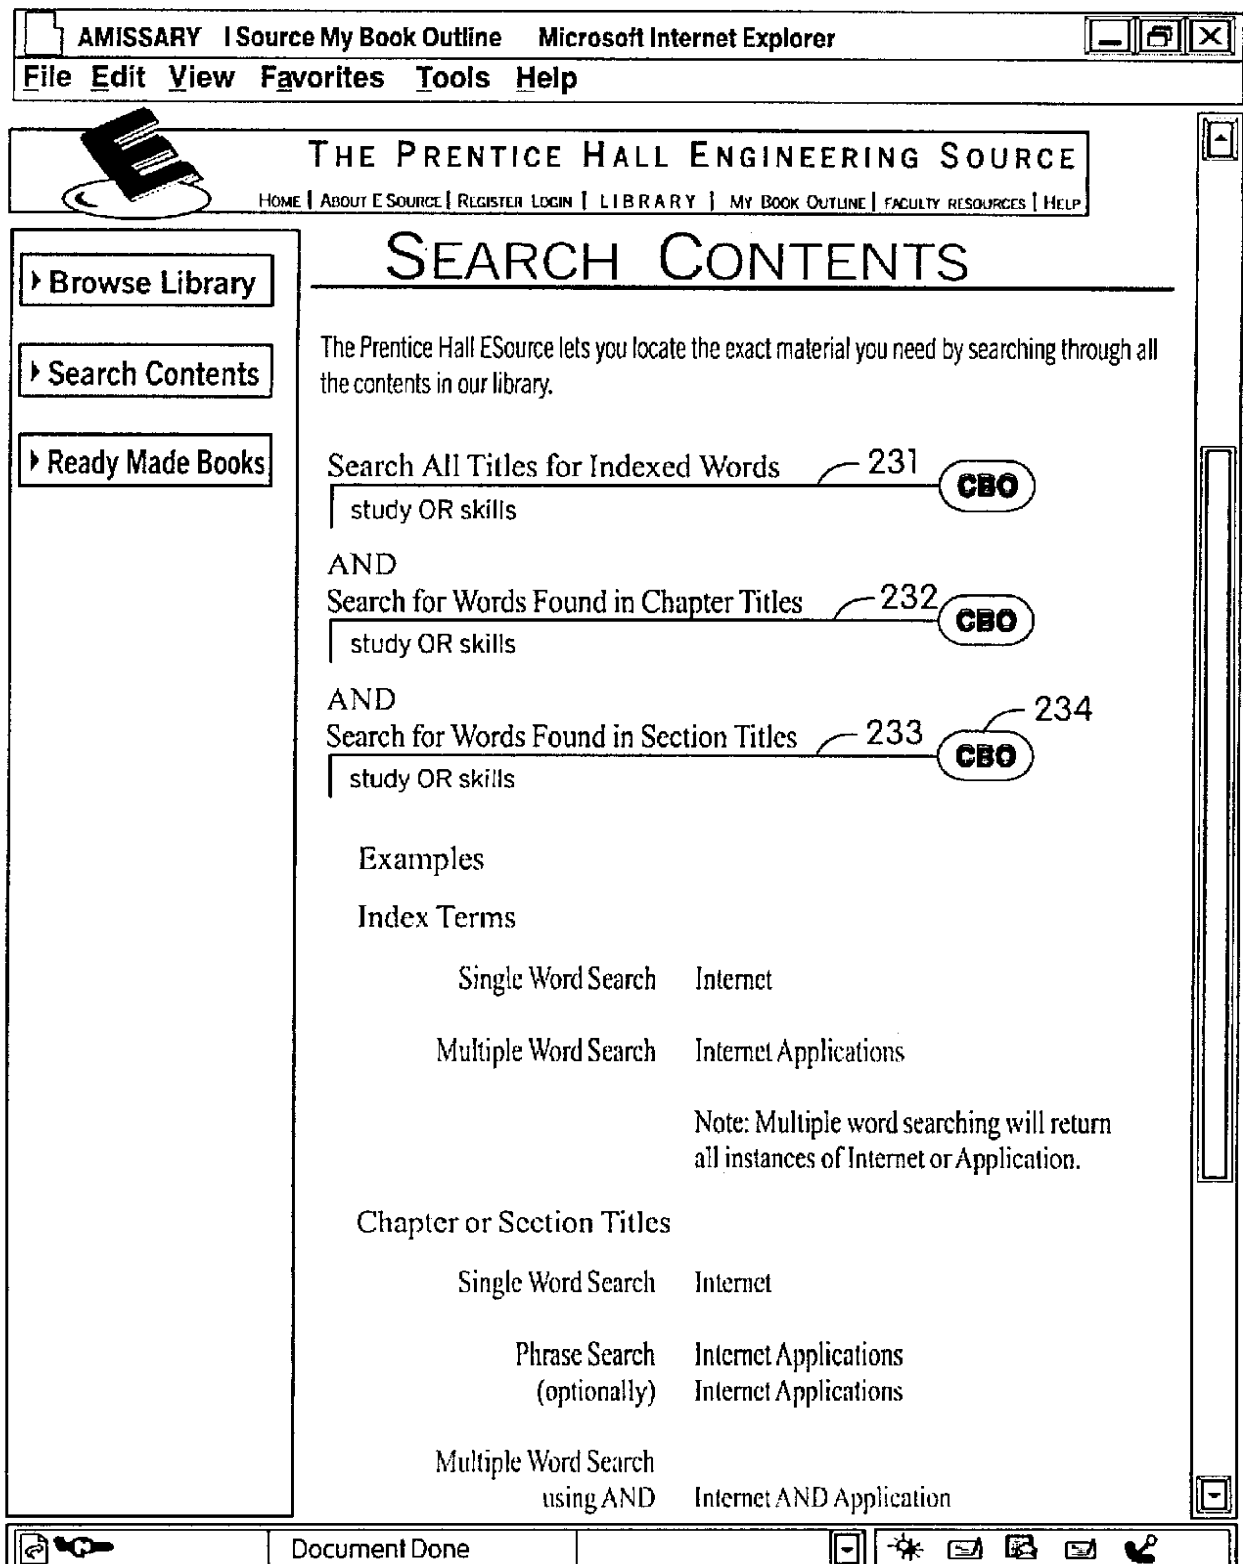 AMISSARY I Source My Book Outline Microsoft Internet Explorer
File Edit View Favorites Tools Help
THE PRENTICE HALL ENGINEERING SOURCE
HOME | ABOUT E SOURCE | REGISTER LOGIN | LIBRARY | MY BOOK OUTLINE | FACULTY RESOURCES | HELP
▸ Browse Library
▸ Search Contents
▸ Ready Made Books
SEARCH CONTENTS
The Prentice Hall ESource lets you locate the exact material you need by searching through all
the contents in our library.
Search All Titles for Indexed Words 231 CBO
study OR skills
AND
Search for Words Found in Chapter Titles 232 CBO
study OR skills
AND
Search for Words Found in Section Titles 233 CBO 234
study OR skills
Examples
Index Terms
Single Word Search Internet
Multiple Word Search Internet Applications
Note: Multiple word searching will return
all instances of Internet or Application.
Chapter or Section Titles
Single Word Search Internet
Phrase Search Internet Applications
(optionally) Internet Applications
Multiple Word Search
using AND Internet AND Application
Document Done